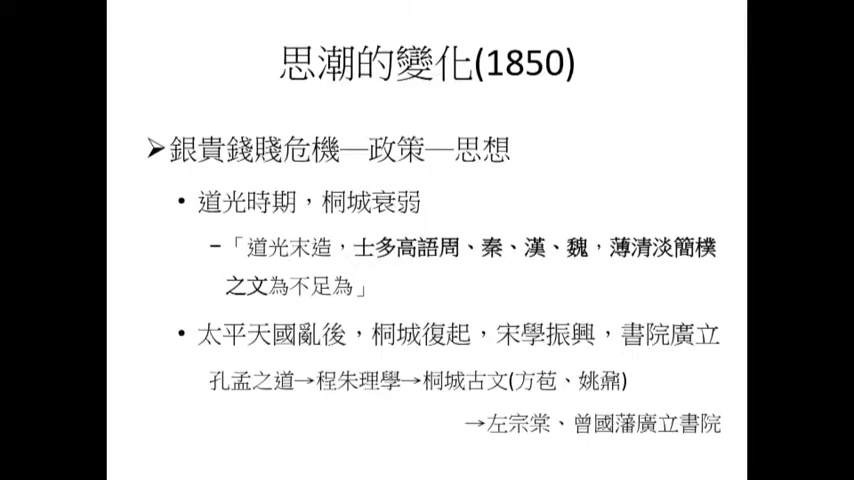 思潮的變化(1850)
➢銀貴錢賤危機—政策—思想
• 道光時期，桐城衰弱
–「道光末造，士多高語周、秦、漢、魏，薄清淡簡樸
之文為不足為」
• 太平天國亂後，桐城復起，宋學振興，書院廣立
孔孟之道→程朱理學→桐城古文(方苞、姚鼐)
→左宗棠、曾國藩廣立書院